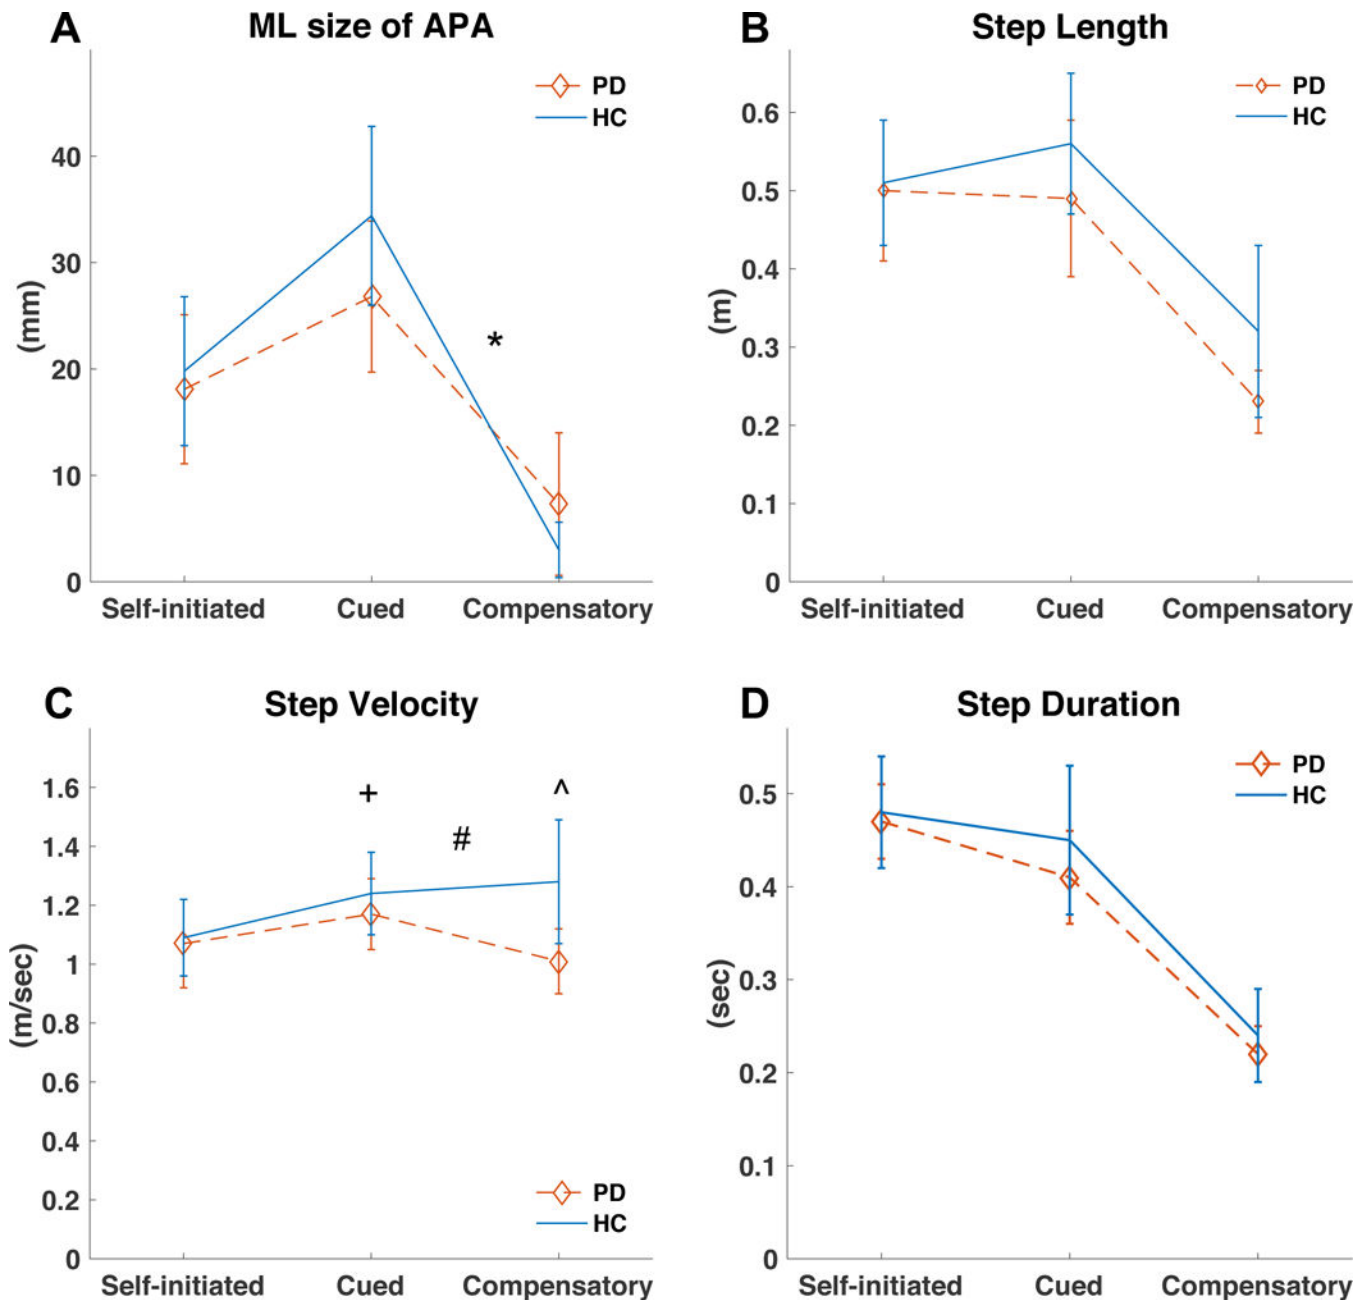 A ML size of APA
PD
HC
40
30
20
10
0
(mm)
*
Self-initiated Cued Compensatory
B Step Length
PD
HC
0.6
0.5
0.4
0.3
0.2
0.1
0
(m)
Self-initiated Cued Compensatory
C Step Velocity
1.6
1.4
1.2
1
0.8
0.6
0.4
0.2
0
(m/sec)
+
#
^
PD
HC
Self-initiated Cued Compensatory
D Step Duration
PD
HC
0.5
0.4
0.3
0.2
0.1
0
(sec)
Self-initiated Cued Compensatory